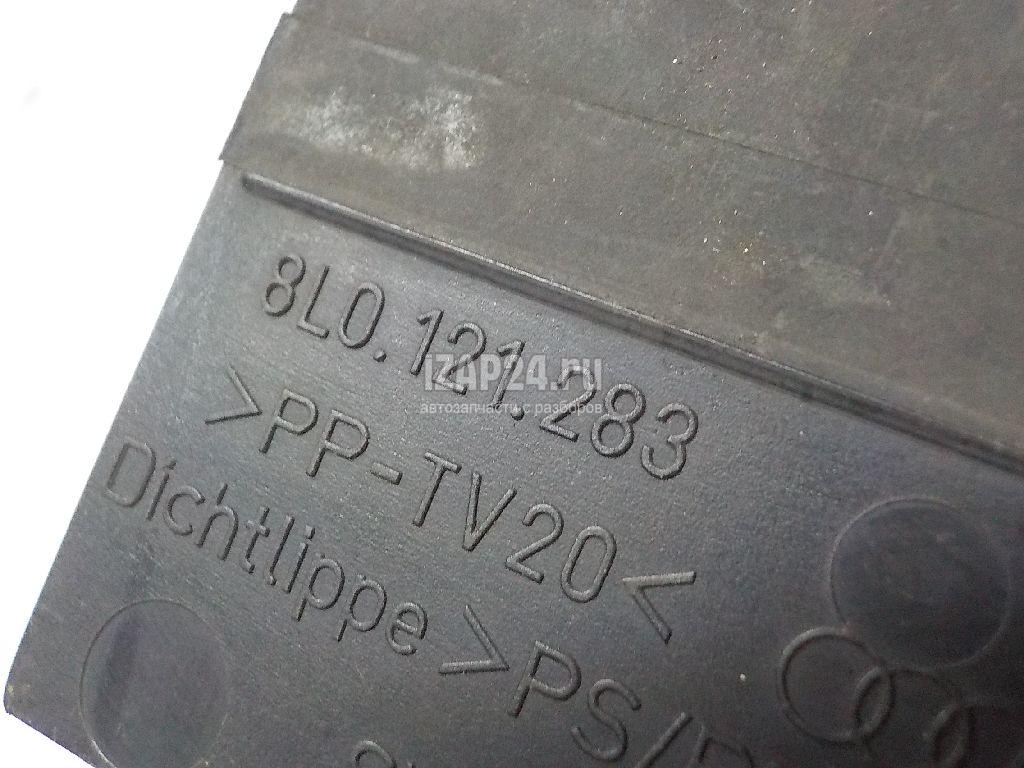 8L0.121.283
IZAP24.ru
автозапчасти с разборов
>PP-TV20<
Dichtlippe >PS/